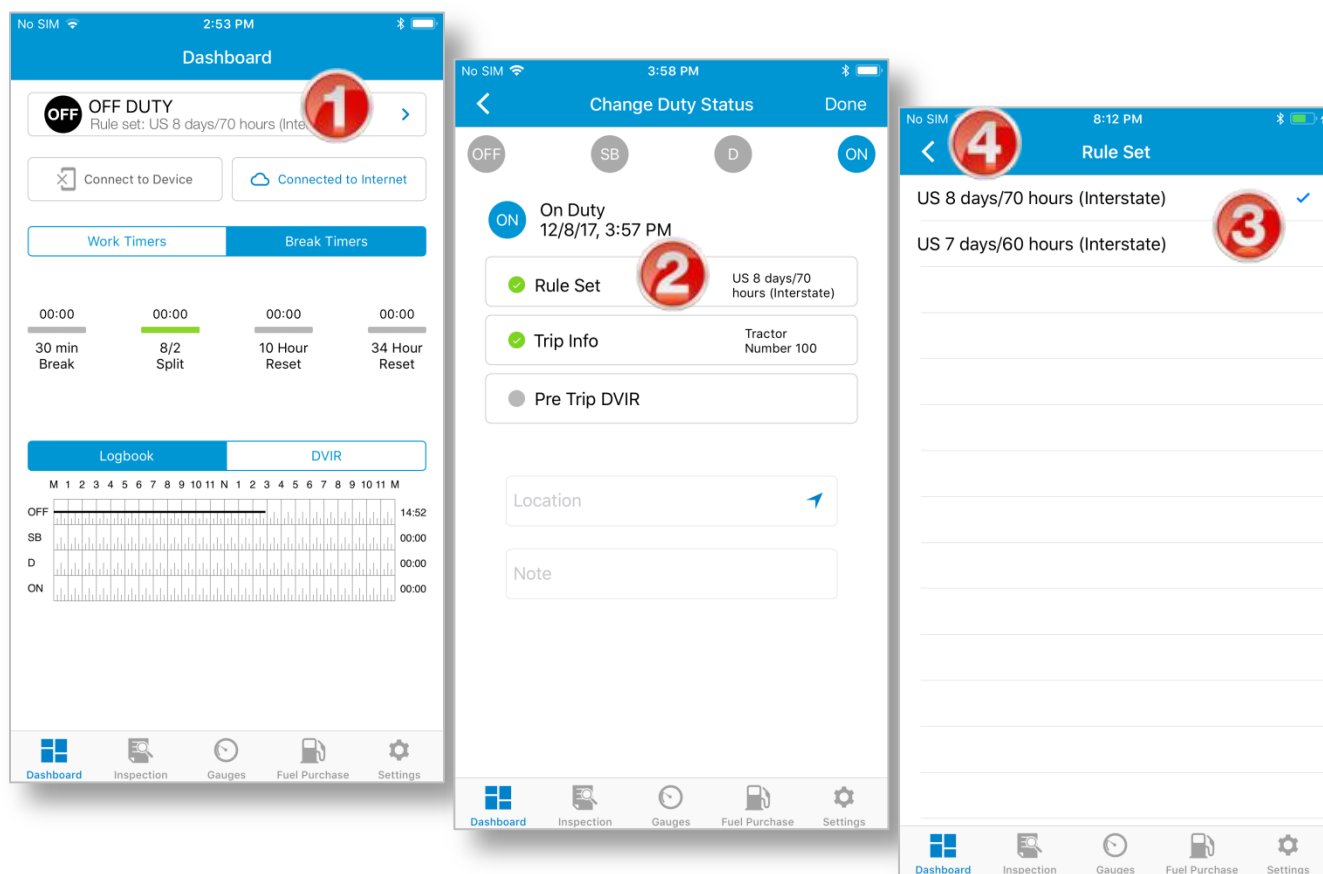 No SIM 2:53 PM
Dashboard
1
OFF OFF DUTY
Rule set: US 8 days/70 hours (Inte
Connect to Device Connected to Internet
Work Timers Break Timers
00:00 00:00 00:00 00:00
30 min 8/2 10 Hour 34 Hour
Break Split Reset Reset
Logbook DVIR
M 1 2 3 4 5 6 7 8 9 10 11 N 1 2 3 4 5 6 7 8 9 10 11 M
OFF 14:52
SB 00:00
D 00:00
ON 00:00
Dashboard Inspection Gauges Fuel Purchase Settings
No SIM 3:58 PM
Change Duty Status Done
OFF SB D ON
ON On Duty
12/8/17, 3:57 PM
2
Rule Set US 8 days/70
hours (Interstate)
Trip Info Tractor
Number 100
Pre Trip DVIR
Location
Note
Dashboard Inspection Gauges Fuel Purchase Settings
No SIM 8:12 PM
4 Rule Set
US 8 days/70 hours (Interstate)
3
US 7 days/60 hours (Interstate)
Dashboard Inspection Gauges Fuel Purchase Settings